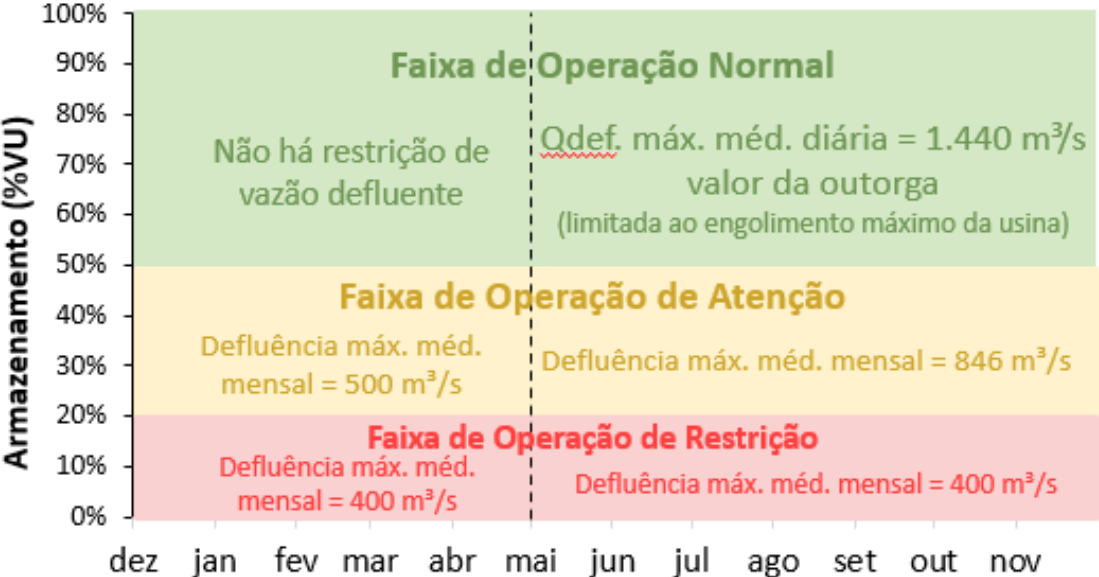 Armazenamento (%VU)
100%
90%
80%
70%
60%
50%
40%
30%
20%
10%
0%
Faixa de Operação Normal
Não há restrição de
vazão defluente
Qdef. máx. méd. diária = 1.440 m³/s
valor da outorga
(limitada ao engolimento máximo da usina)
Faixa de Operação de Atenção
Defluência máx. méd.
mensal = 500 m³/s
Defluência máx. méd. mensal = 846 m³/s
Faixa de Operação de Restrição
Defluência máx. méd.
mensal = 400 m³/s
Defluência máx. méd. mensal = 400 m³/s
dez jan fev mar abr mai jun jul ago set out nov